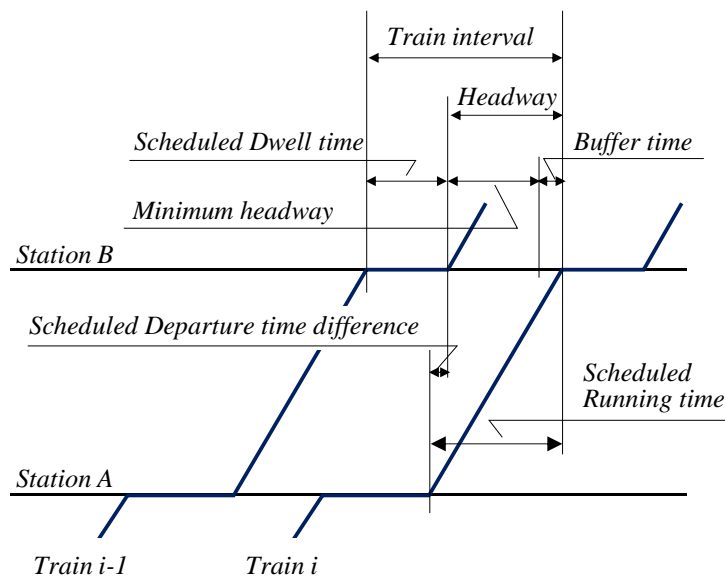 Train interval
Headway
Scheduled Dwell time
Buffer time
Minimum headway
Station B
Scheduled Departure time difference
Scheduled
Running time
Station A
Train i-1
Train i